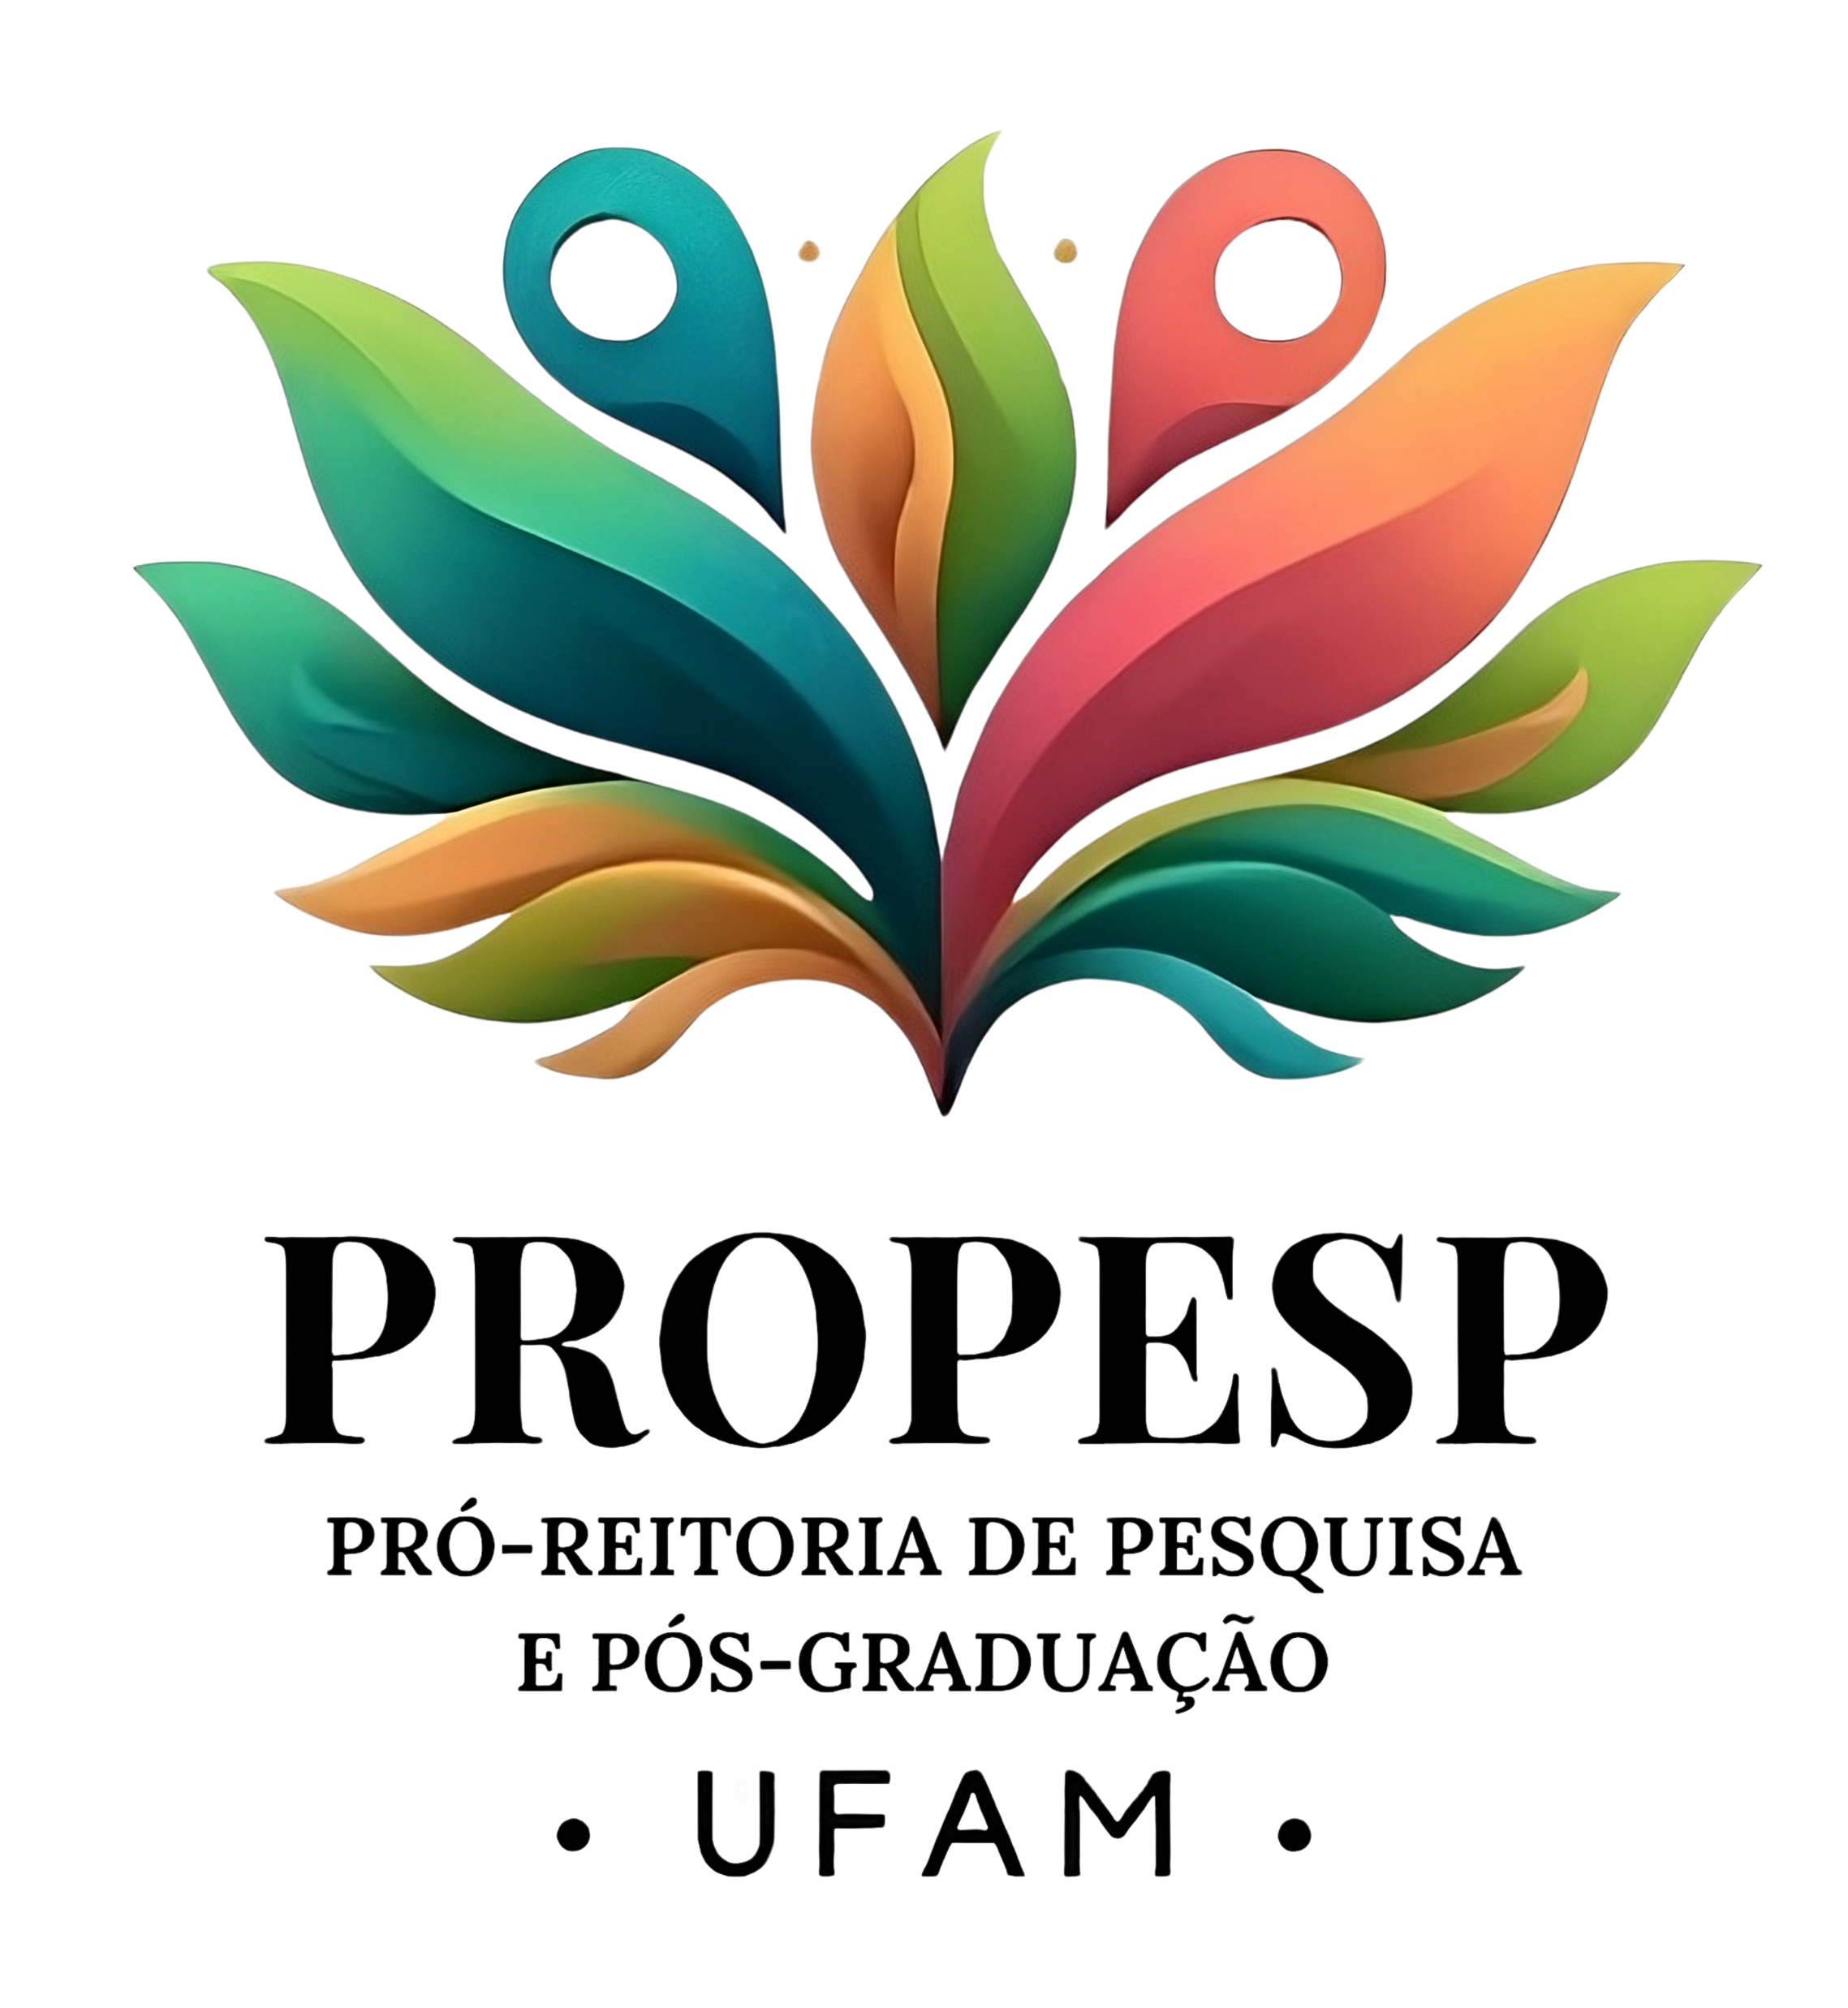 PROPESP
PRÓ-REITORIA DE PESQUISA
E PÓS-GRADUAÇÃO
• UFAM •